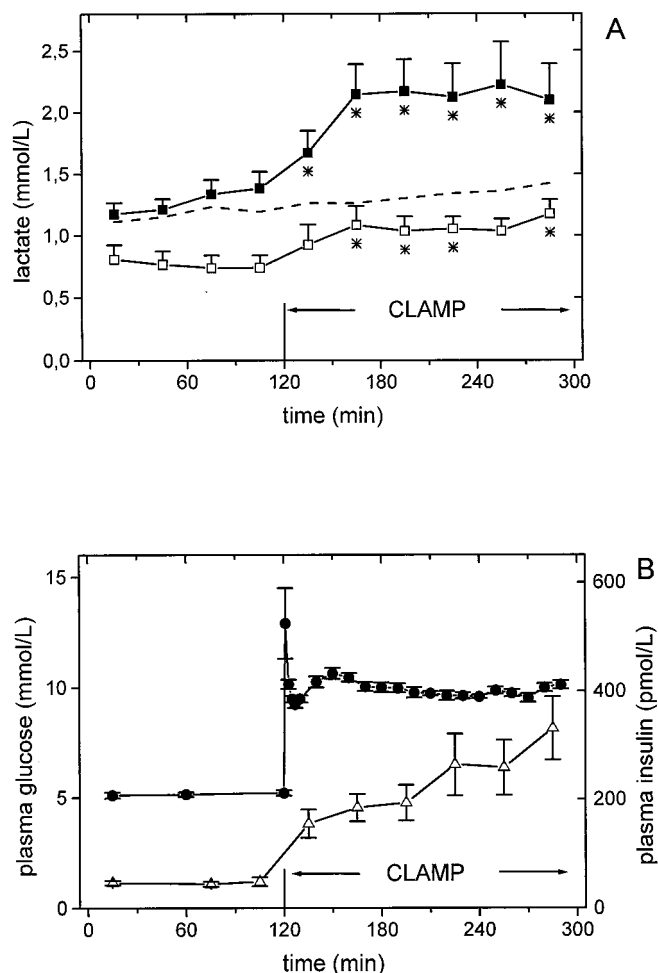 A
2,5
2,0
1,5
1,0
0,5
0,0
lactate (mmol/L)
* * * * * *
* * * *
CLAMP
0 60 120 180 240 300
time (min)
B
15
10
5
0
plasma glucose (mmol/L)
600
400
200
0
plasma insulin (pmol/L)
CLAMP
0 60 120 180 240 300
time (min)